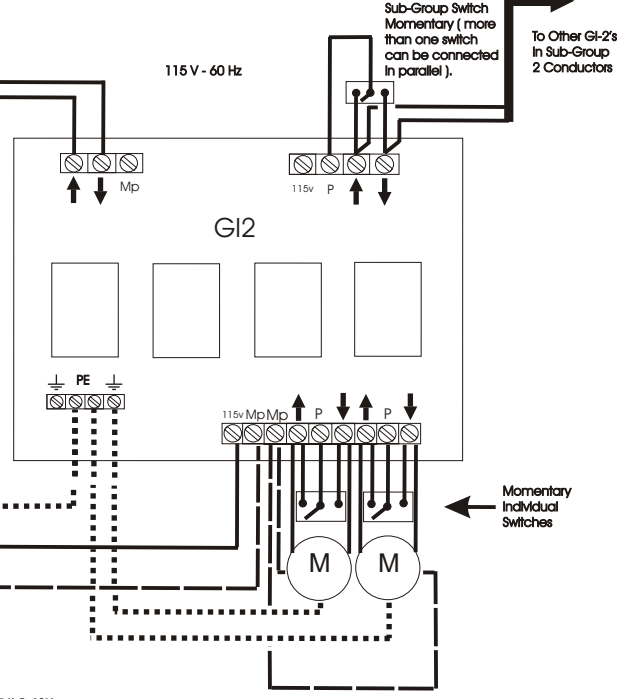 Sub-Group Switch
Momentary ( more
than one switch
can be connected
in parallel ).
To Other GI-2's
in Sub-Group
2 Conductors
115 V - 60 Hz
Mp
115v P
GI2
PE
115v Mp Mp P P
Momentary
Individual
Switches
M M